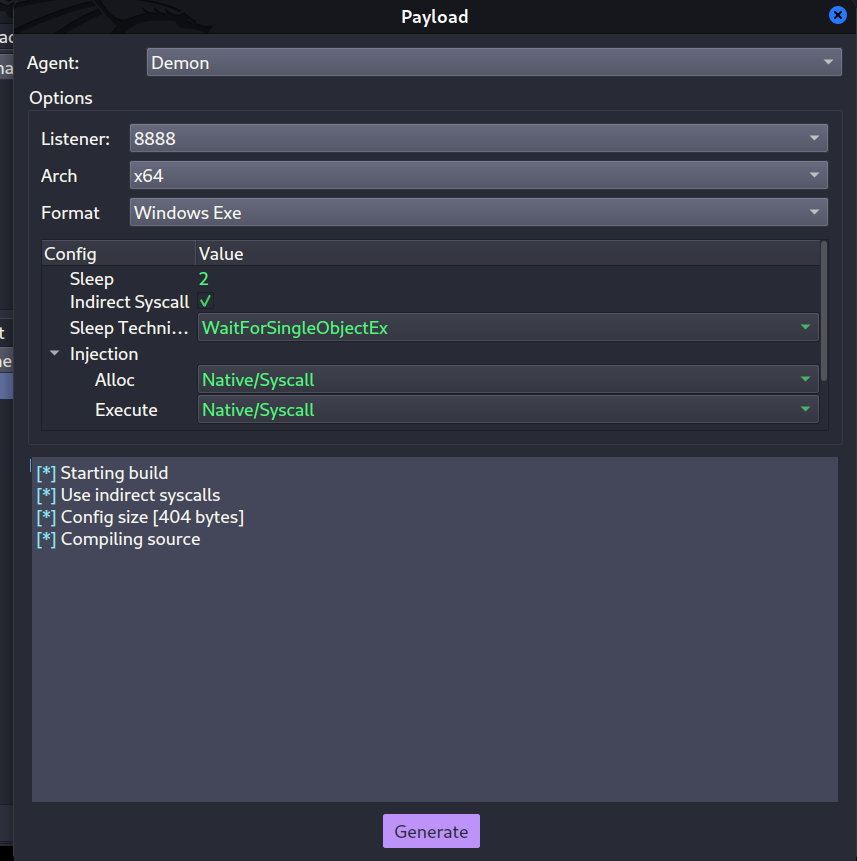 Payload
Agent: Demon
Options
Listener: 8888
Arch x64
Format Windows Exe
Config Value
Sleep 2
Indirect Syscall
Sleep Techni... WaitForSingleObjectEx
Injection
Alloc Native/Syscall
Execute Native/Syscall
[*] Starting build
[*] Use indirect syscalls
[*] Config size [404 bytes]
[*] Compiling source
Generate